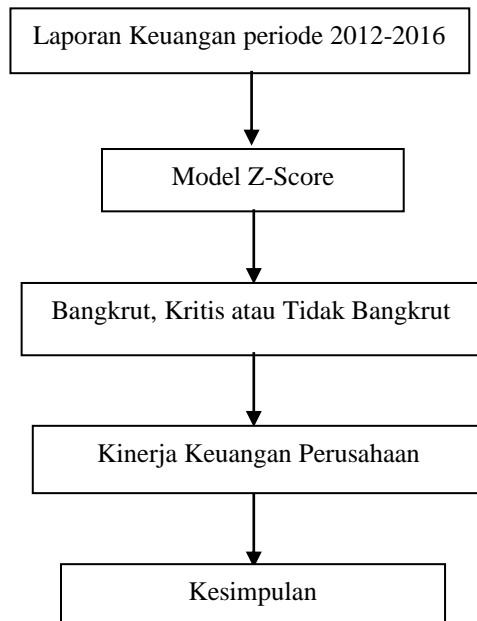 Laporan Keuangan periode 2012-2016
Model Z-Score
Bangkrut, Kritis atau Tidak Bangkrut
Kinerja Keuangan Perusahaan
Kesimpulan